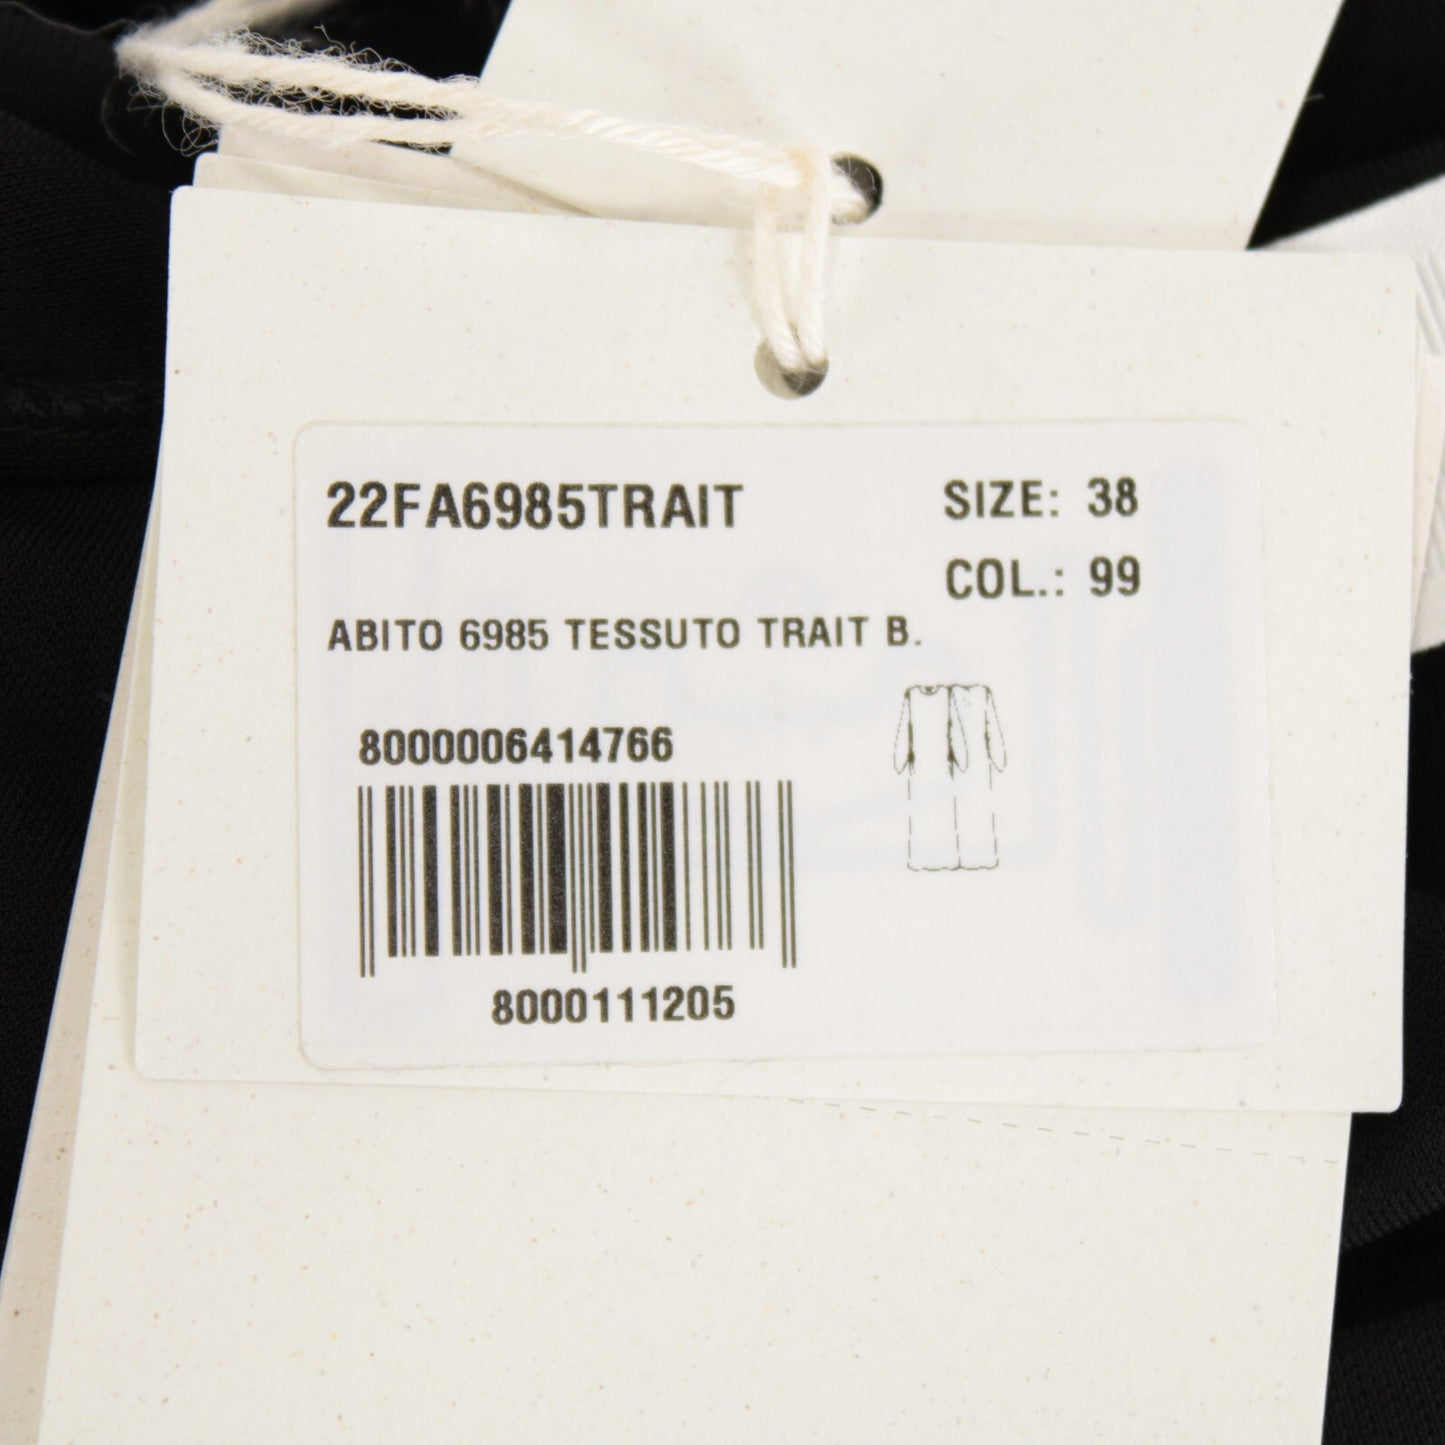 22FA6985TRAIT
SIZE: 38
COL.: 99
ABITO 6985 TESSUTO TRAIT B.
8000006414766
8000111205